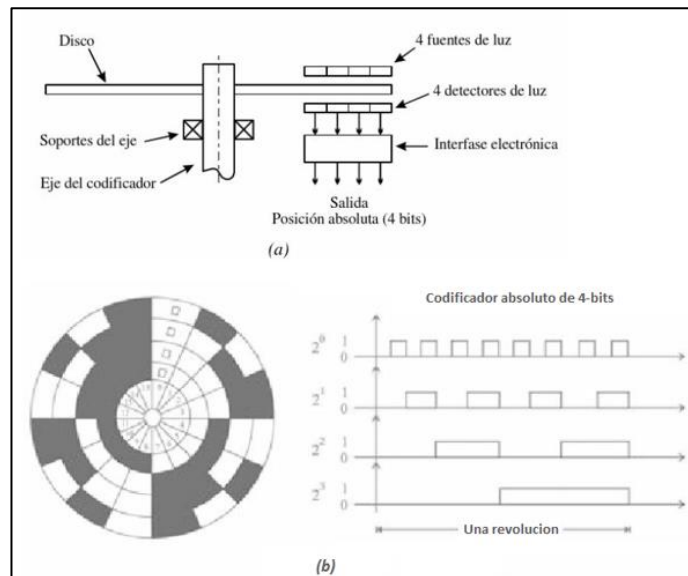 Disco
4 fuentes de luz
4 detectores de luz
Soportes del eje
Interfase electrónica
Eje del codificador
Salida
Posición absoluta (4 bits)
(a)
Codificador absoluto de 4-bits
2⁰ 1
0
2¹ 1
0
2² 1
0
2³ 1
0
Una revolucion
(b)